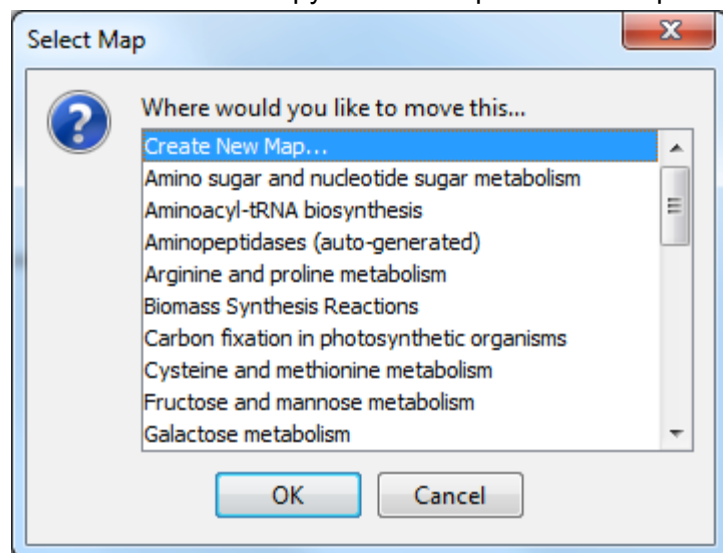 Select Map
Where would you like to move this...
Create New Map...
Amino sugar and nucleotide sugar metabolism
Aminoacyl-tRNA biosynthesis
Aminopeptidases (auto-generated)
Arginine and proline metabolism
Biomass Synthesis Reactions
Carbon fixation in photosynthetic organisms
Cysteine and methionine metabolism
Fructose and mannose metabolism
Galactose metabolism
OK Cancel